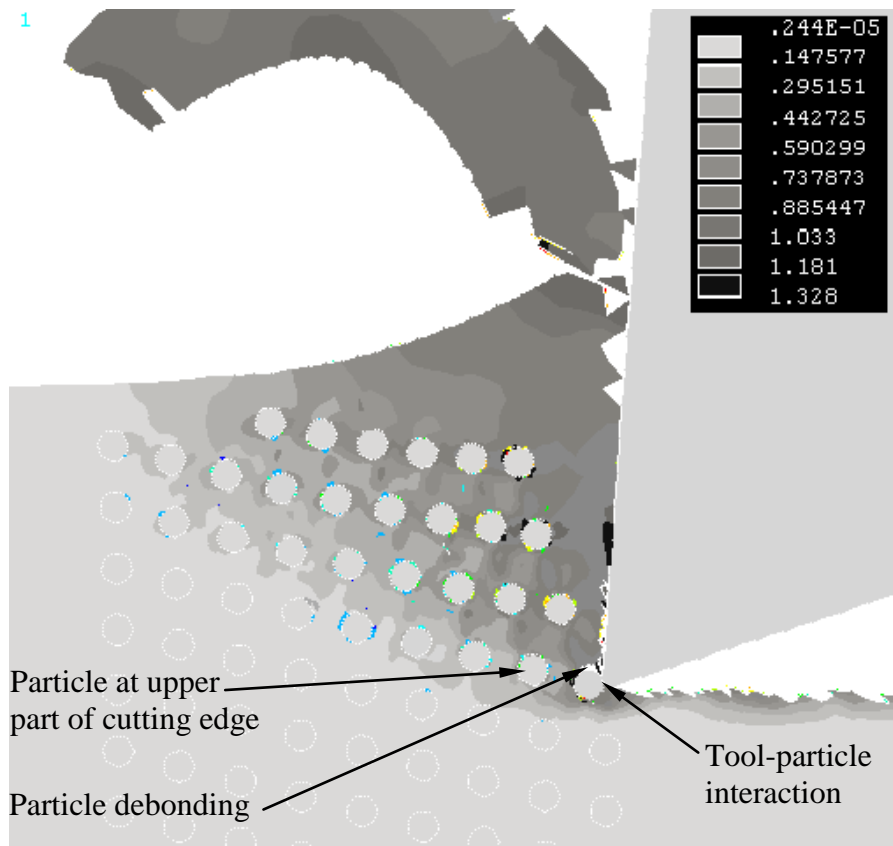 1
.244E-05
.147577
.295151
.442725
.590299
.737873
.885447
1.033
1.181
1.328
Particle at upper
part of cutting edge
Particle debonding
Tool-particle
interaction